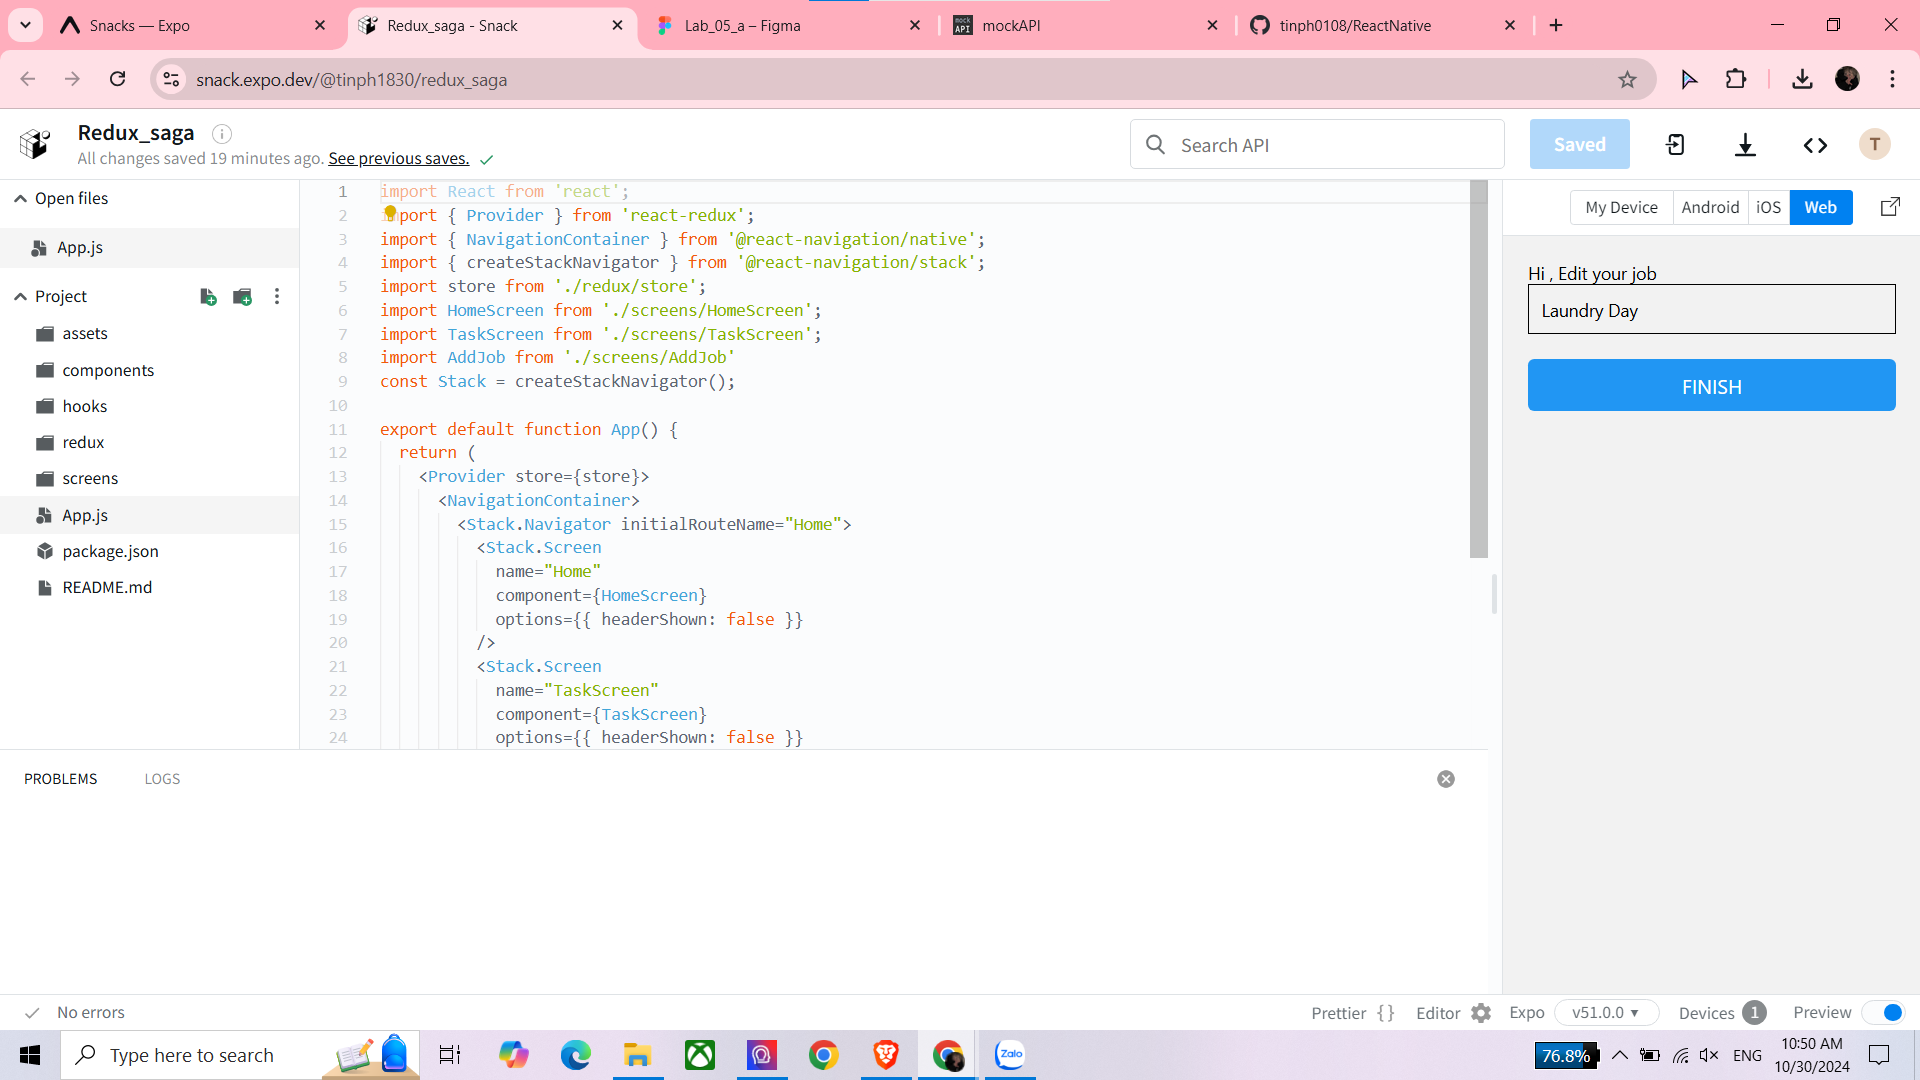 Snacks — Expo
Redux_saga - Snack
Lab_05_a – Figma
mock API
mockAPI
tinph0108/ReactNative
snack.expo.dev/@tinph1830/redux_saga
Redux_saga
All changes saved 19 minutes ago. See previous saves.
Search API
Saved
T
Open files
App.js
Project
assets
components
hooks
redux
screens
App.js
package.json
README.md
1 import React from 'react';
2 import { Provider } from 'react-redux';
3 import { NavigationContainer } from '@react-navigation/native';
4 import { createStackNavigator } from '@react-navigation/stack';
5 import store from './redux/store';
6 import HomeScreen from './screens/HomeScreen';
7 import TaskScreen from './screens/TaskScreen';
8 import AddJob from './screens/AddJob'
9 const Stack = createStackNavigator();
10
11 export default function App() {
12 return (
13 <Provider store={store}>
14 <NavigationContainer>
15 <Stack.Navigator initialRouteName="Home">
16 <Stack.Screen
17 name="Home"
18 component={HomeScreen}
19 options={{ headerShown: false }}
20 />
21 <Stack.Screen
22 name="TaskScreen"
23 component={TaskScreen}
24 options={{ headerShown: false }}
My Device
Android
iOS
Web
Hi , Edit your job
Laundry Day
FINISH
PROBLEMS
LOGS
No errors
Prettier { }
Editor
Expo
v51.0.0
Devices 1
Preview
Type here to search
Zalo
76.8%
ENG
10:50 AM
10/30/2024